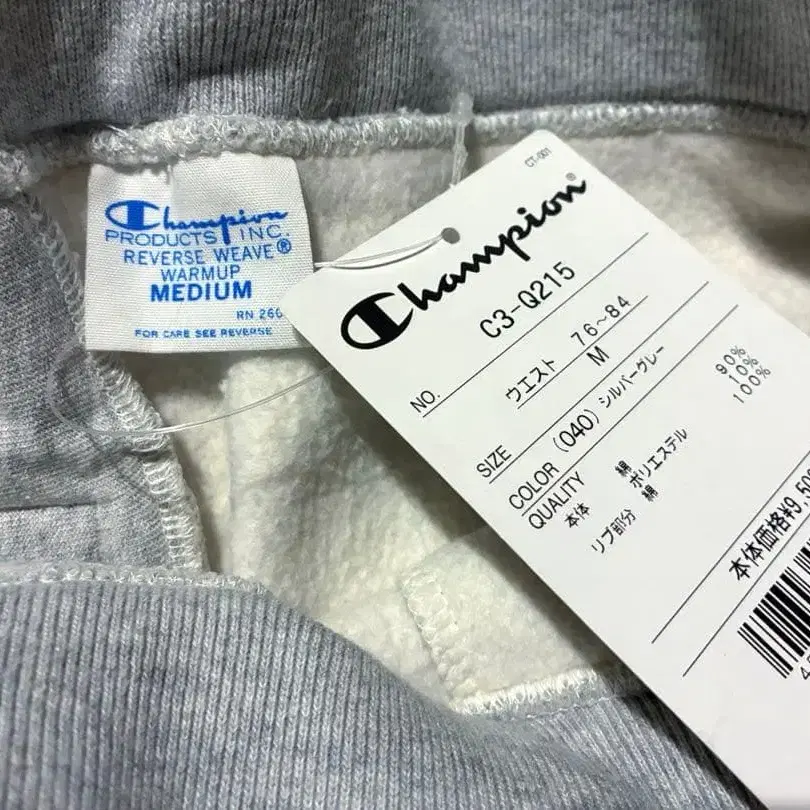 Champion
PRODUCTS INC.
REVERSE WEAVE®
WARMUP
MEDIUM
RN 260
FOR CARE SEE REVERSE
CT-001
Champion®
NO. C3-Q215
ウエスト 76~84
SIZE M
COLOR (040) シルバーグレー
QUALITY
本体 綿 90%
ポリエステル 10%
リブ部分 綿 100%
本体価格¥9,50